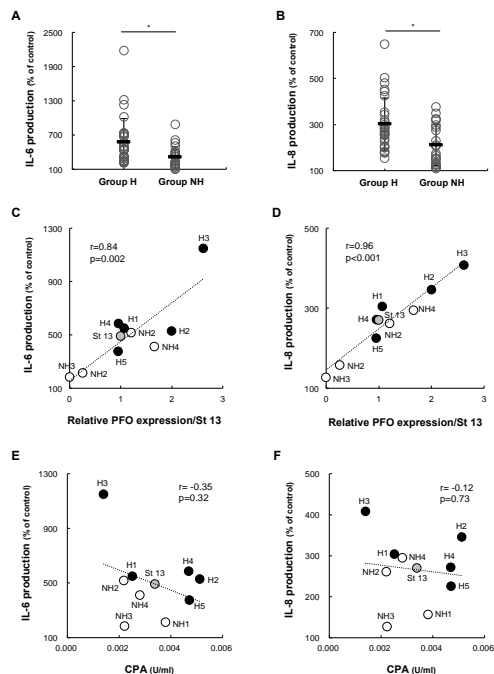 A
IL-6 production (% of control)
2500
1900
1300
700
100
*
Group H Group NH
B
IL-8 production (% of control)
700
500
300
100
*
Group H Group NH
C
IL-6 production (% of control)
1300
900
500
100
r=0.84
p=0.002
H3
H4
H1
St 13
NH2
H2
H5
NH4
NH3
NH2
0 1 2 3
Relative PFO expression/St 13
D
IL-8 production (% of control)
500
300
100
r=0.96
p<0.001
H3
H2
H1
NH4
H4
St 13
NH2
H5
NH2
NH3
0 1 2 3
Relative PFO expression/St 13
E
IL-6 production (% of control)
1300
900
500
100
r= -0.35
p=0.32
H3
H1
St 13
H4
H2
NH2
NH4
H5
NH3
NH1
0.000 0.002 0.004 0.006
CPA (U/ml)
F
IL-8 production (% of control)
500
400
300
200
100
r= -0.12
p=0.73
H3
H2
H1
NH4
H4
NH2
St 13
H5
NH3
NH1
0.000 0.002 0.004 0.006
CPA (U/ml)